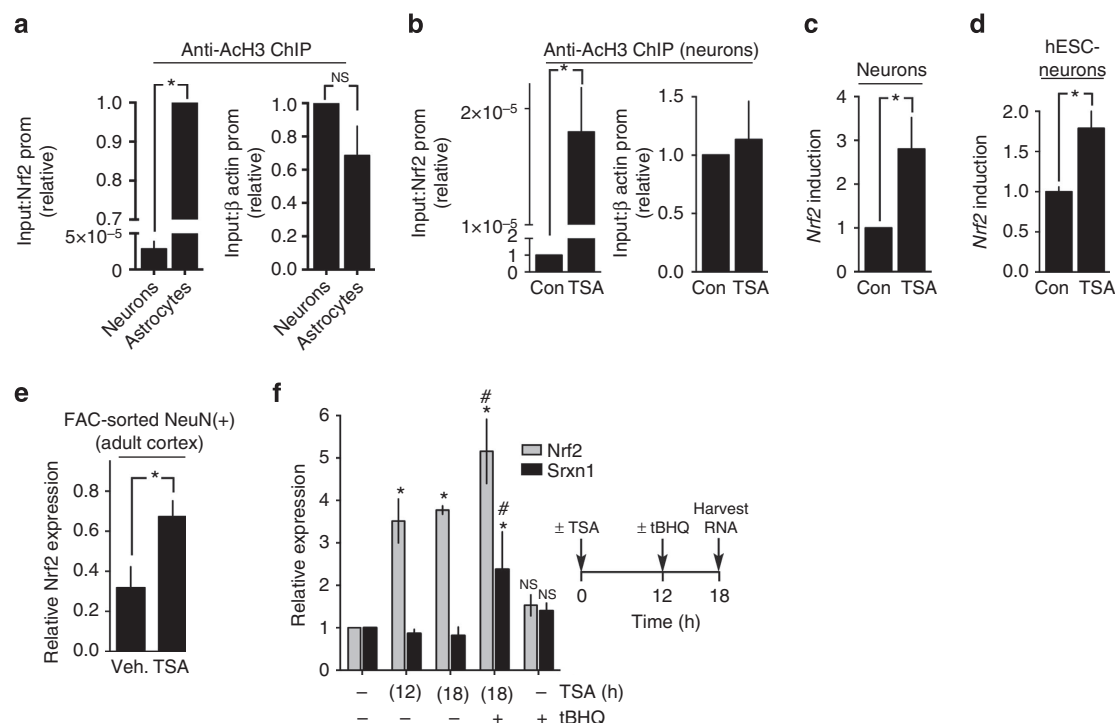 a
Anti-AcH3 ChIP
*
NS
Input:Nrf2 prom
(relative)
1.0
0.9
0.8
0.7
5×10⁻⁵
0
Neurons
Astrocytes
Input:β actin prom
(relative)
1.0
0.8
0.6
0.4
0.2
0.0
Neurons
Astrocytes
b
Anti-AcH3 ChIP (neurons)
*
Input:Nrf2 prom
(relative)
2×10⁻⁵
1×10⁻⁵
2
1
0
Con TSA
Input:β actin prom
(relative)
1.5
1.0
0.5
0.0
Con TSA
c
Neurons
*
Nrf2 induction
4
3
2
1
0
Con TSA
d
hESC-
neurons
*
Nrf2 induction
2.0
1.5
1.0
0.5
0.0
Con TSA
e
FAC-sorted NeuN(+)
(adult cortex)
*
Relative Nrf2 expression
0.8
0.6
0.4
0.2
0.0
Veh. TSA
f
Relative expression
6
5
4
3
2
1
0
*
*
#
*
#
*
NS
NS
Nrf2
Srxn1
– (12) (18) (18) – TSA (h)
– – – + + tBHQ
± TSA
± tBHQ
Harvest
RNA
0 12 18
Time (h)